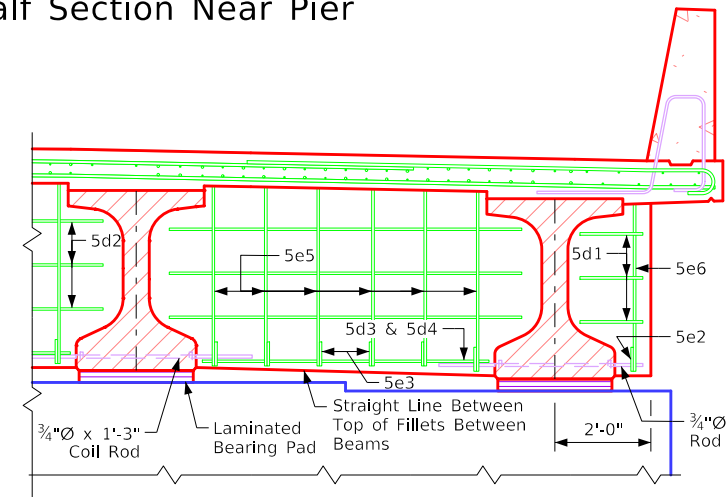 alf Section Near Pier
5d2
5e5
5d1
5e6
5d3 & 5d4
5e2
5e3
Straight Line Between
Top of Fillets Between
Beams
¾"Ø x 1'-3"
Coil Rod
Laminated
Bearing Pad
2'-0"
¾"Ø
Rod